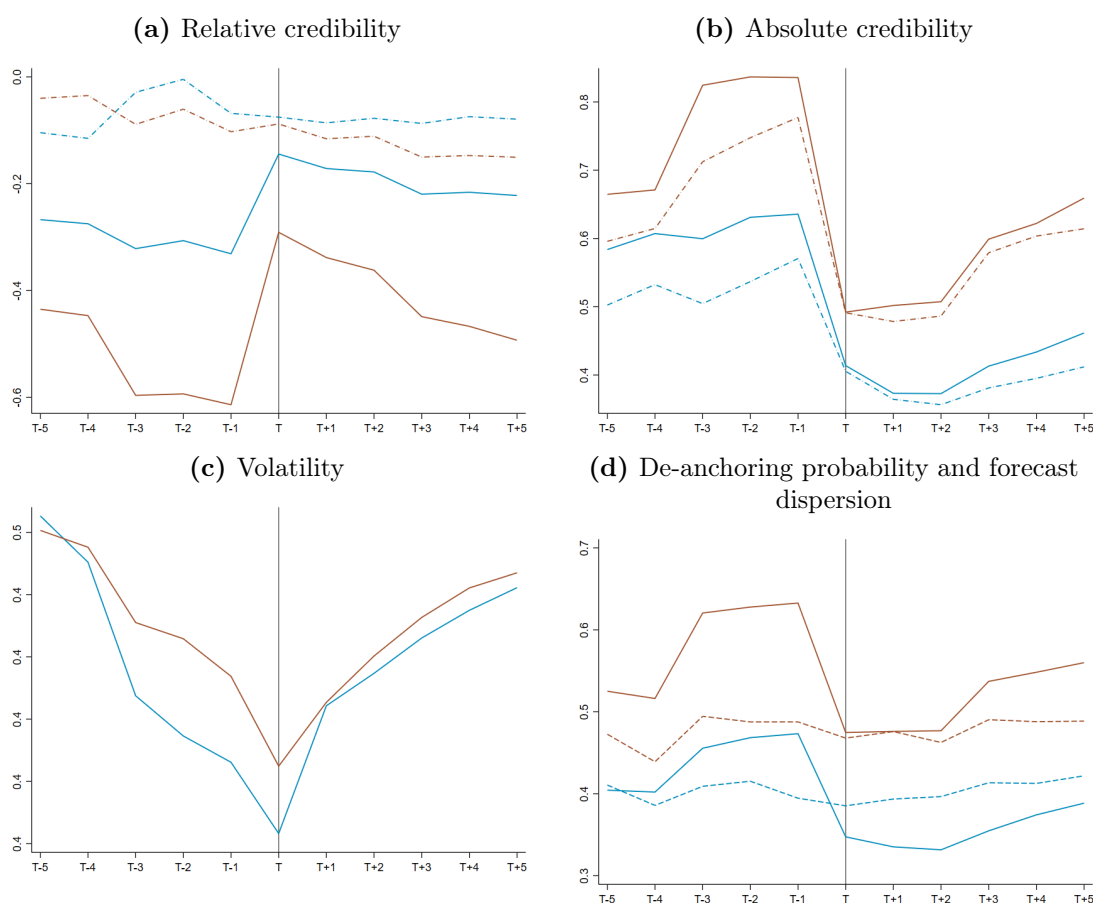 (a) Relative credibility
0.0
-0.2
-0.4
-0.6
T-5 T-4 T-3 T-2 T-1 T T+1 T+2 T+3 T+4 T+5
(b) Absolute credibility
0.8
0.7
0.6
0.5
0.4
T-5 T-4 T-3 T-2 T-1 T T+1 T+2 T+3 T+4 T+5
(c) Volatility
0.5
0.4
0.4
0.4
0.4
0.4
T-5 T-4 T-3 T-2 T-1 T T+1 T+2 T+3 T+4 T+5
(d) De-anchoring probability and forecast
dispersion
0.7
0.6
0.5
0.4
0.3
T-5 T-4 T-3 T-2 T-1 T T+1 T+2 T+3 T+4 T+5